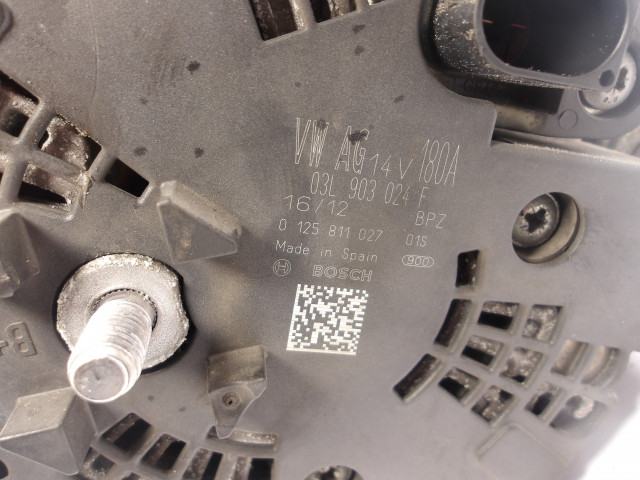 VW AG 14V 180A
03L 903 024 F
16/12 BPZ
0 125 811 027 01S
Made in Spain 900
BOSCH
B+